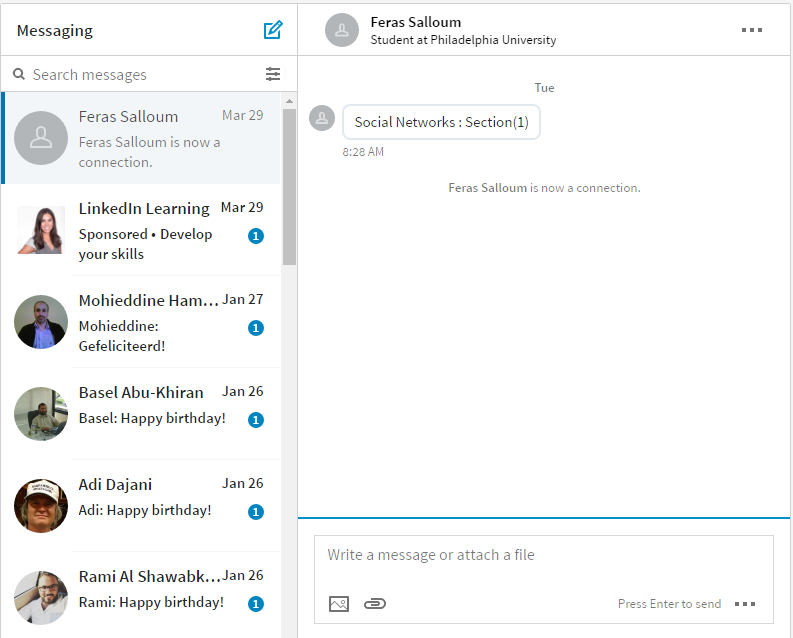 Messaging
Search messages
Feras Salloum Mar 29
Feras Salloum is now a
connection.
LinkedIn Learning Mar 29
Sponsored • Develop 1
your skills
Mohieddine Ham... Jan 27
Mohieddine: 1
Gefeliciteerd!
Basel Abu-Khiran Jan 26
Basel: Happy birthday! 1
Adi Dajani Jan 26
Adi: Happy birthday! 1
Rami Al Shawabk... Jan 26
Rami: Happy birthday! 1
Feras Salloum
Student at Philadelphia University
Tue
Social Networks : Section(1)
8:28 AM
Feras Salloum is now a connection.
Write a message or attach a file
Press Enter to send